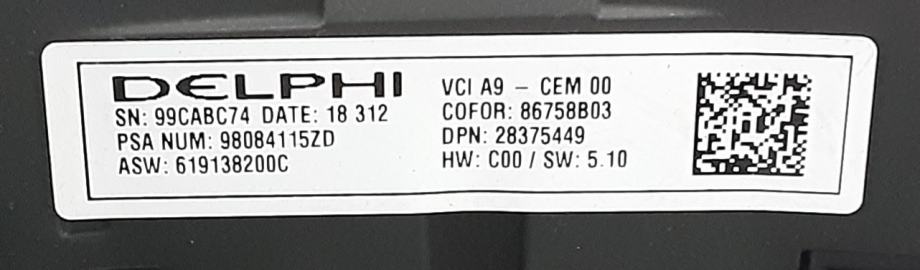 DELPHI
SN: 99CABC74 DATE: 18 312
PSA NUM: 98084115ZD
ASW: 619138200C
VCI A9 - CEM 00
COFOR: 86758B03
DPN: 28375449
HW: C00 / SW: 5.10